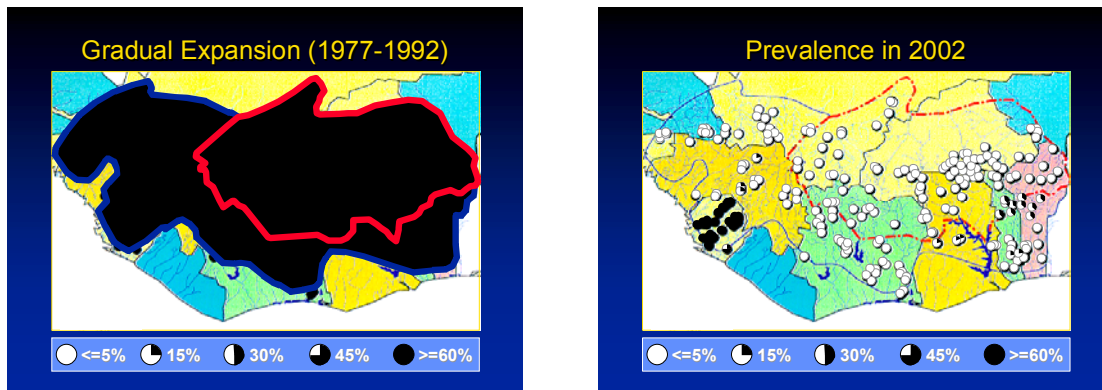 Gradual Expansion (1977-1992)
<=5% 15% 30% 45% >=60%
Prevalence in 2002
<=5% 15% 30% 45% >=60%